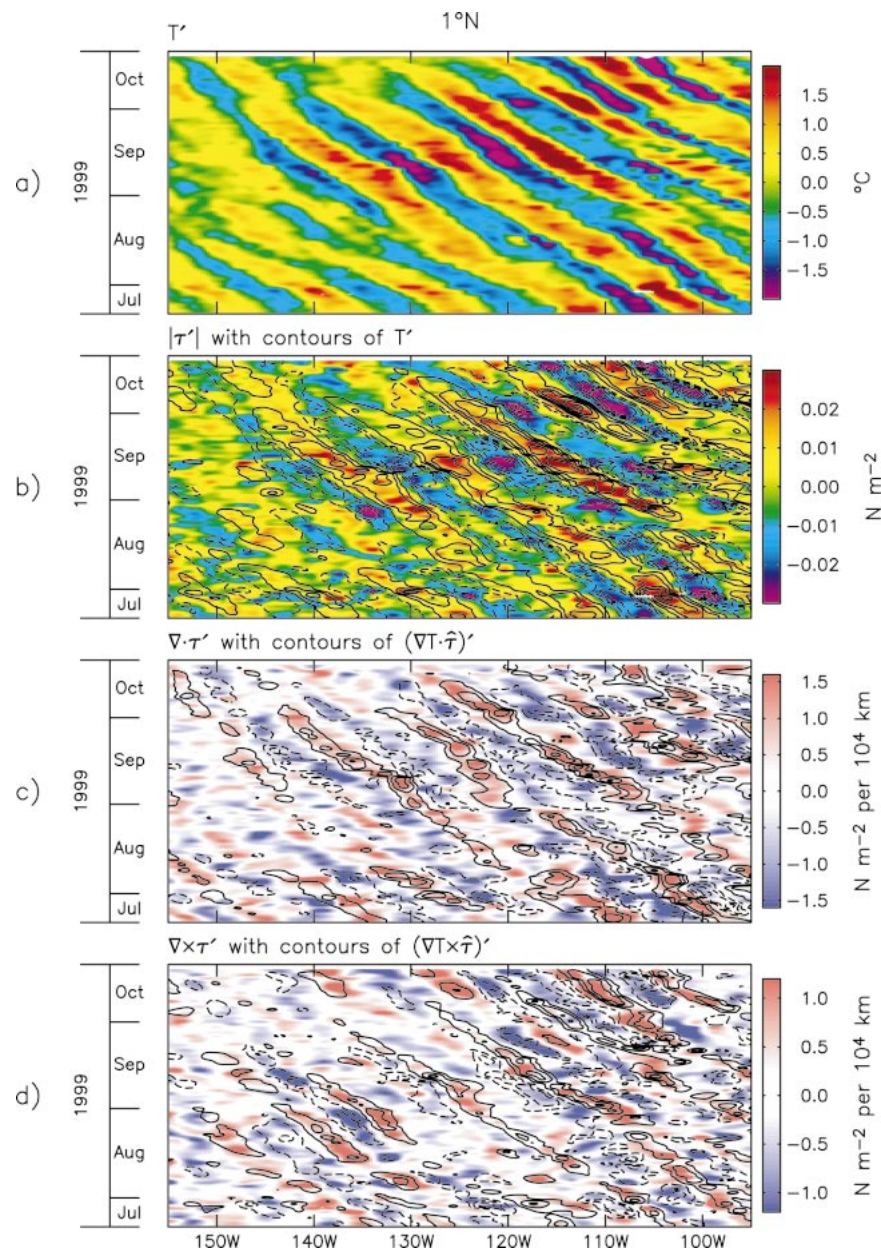 1°N
T′
Oct
Sep
Aug
Jul
1999
a)
1.5
1.0
0.5
0.0
−0.5
−1.0
−1.5
°C
|τ′| with contours of T′
Oct
Sep
Aug
Jul
1999
b)
0.02
0.01
0.00
−0.01
−0.02
N m⁻²
∇·τ′ with contours of (∇T·τ̂)′
Oct
Sep
Aug
Jul
1999
c)
1.5
1.0
0.5
0.0
−0.5
−1.0
−1.5
N m⁻² per 10⁴ km
∇×τ′ with contours of (∇T×τ̂)′
Oct
Sep
Aug
Jul
1999
d)
1.0
0.5
0.0
−0.5
−1.0
N m⁻² per 10⁴ km
150W 140W 130W 120W 110W 100W